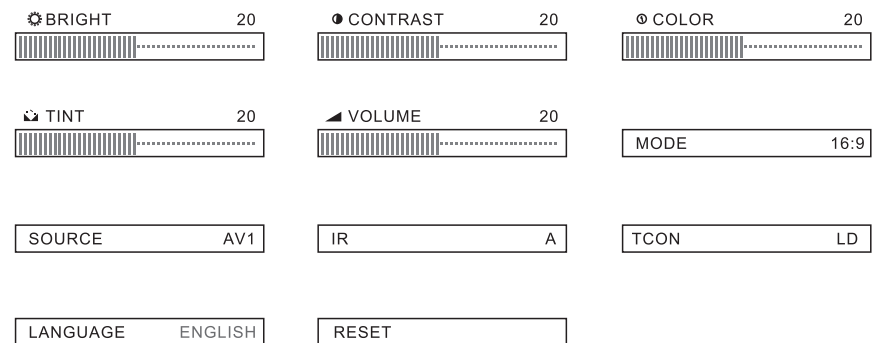 BRIGHT 20 CONTRAST 20 COLOR 20
TINT 20 VOLUME 20
MODE 16:9
SOURCE AV1 IR A TCON LD
LANGUAGE ENGLISH RESET